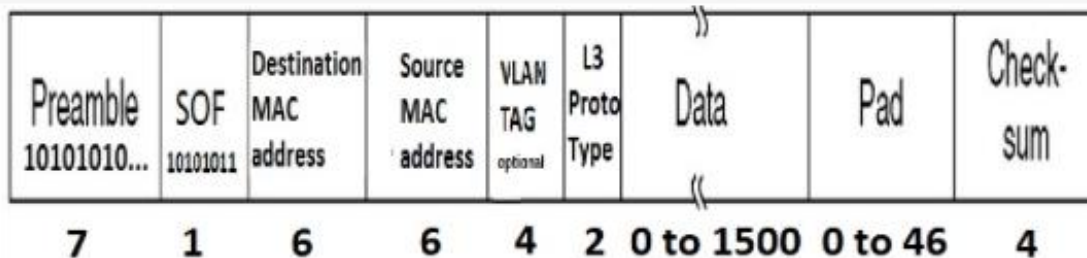 Preamble
10101010...
SOF
10101011
Destination
MAC
address
Source
MAC
address
VLAN
TAG
optional
L3
Proto
Type
Data
Pad
Check-
sum
7 1 6 6 4 2 0 to 1500 0 to 46 4